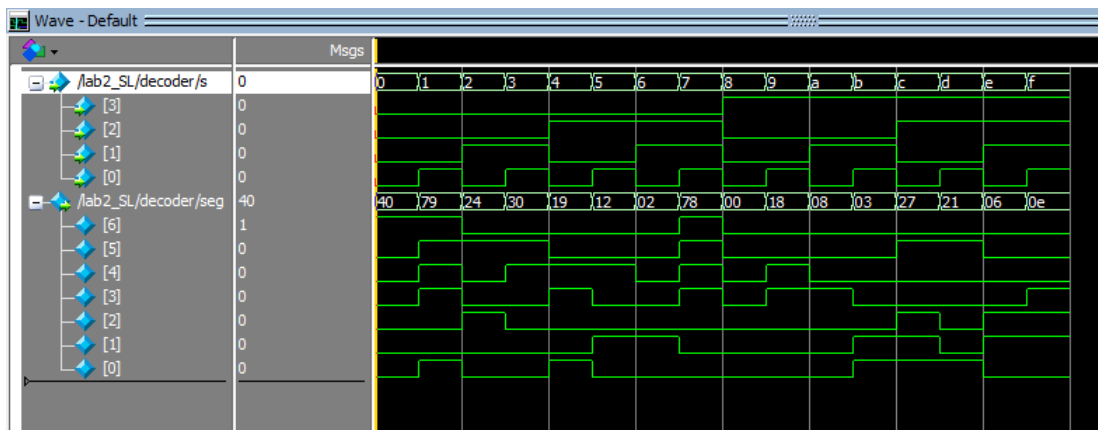 Wave - Default
Msgs
/lab2_SL/decoder/s 0 0 1 2 3 4 5 6 7 8 9 a b c d e f
[3] 0
[2] 0
[1] 0
[0] 0
/lab2_SL/decoder/seg 40 40 79 24 30 19 12 02 78 00 18 08 03 27 21 06 0e
[6] 1
[5] 0
[4] 0
[3] 0
[2] 0
[1] 0
[0] 0